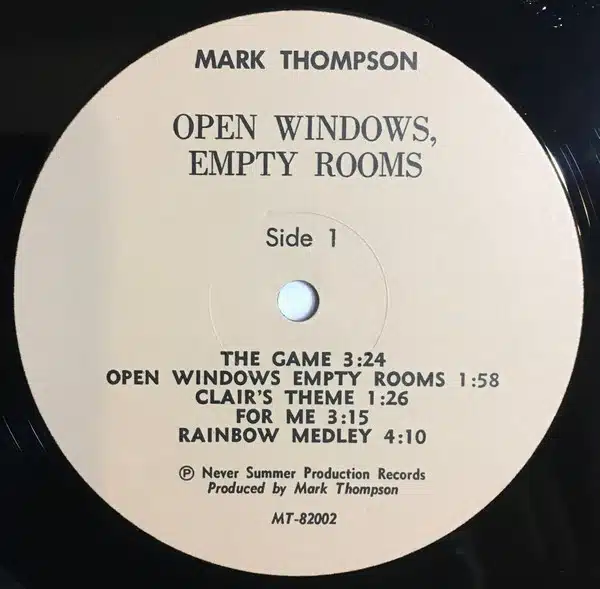 MARK THOMPSON
OPEN WINDOWS,
EMPTY ROOMS
Side 1
THE GAME 3:24
OPEN WINDOWS EMPTY ROOMS 1:58
CLAIR'S THEME 1:26
FOR ME 3:15
RAINBOW MEDLEY 4:10
Ⓟ Never Summer Production Records
Produced by Mark Thompson
MT-82002